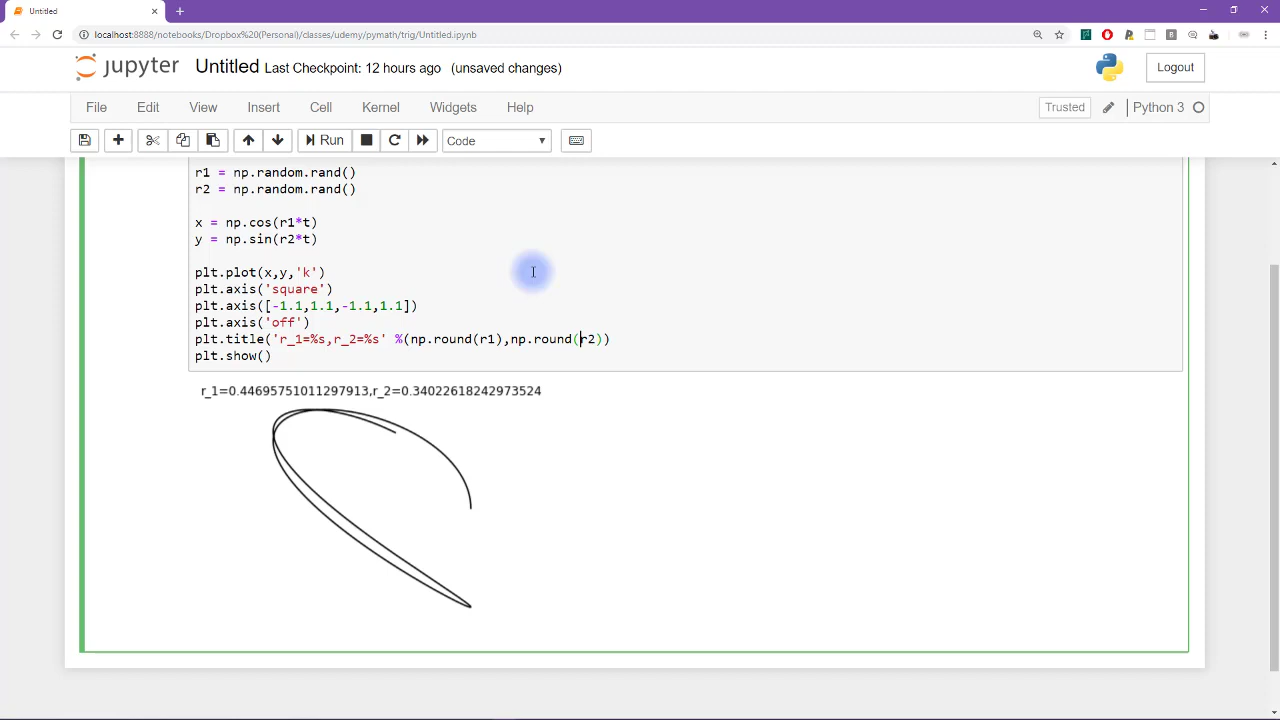 Untitled
localhost:8888/notebooks/Dropbox%20(Personal)/classes/udemy/pymath/trig/Untitled.ipynb
jupyter Untitled Last Checkpoint: 12 hours ago (unsaved changes)
Logout
File Edit View Insert Cell Kernel Widgets Help
Trusted Python 3
Run Code
r1 = np.random.rand()
r2 = np.random.rand()
x = np.cos(r1*t)
y = np.sin(r2*t)
plt.plot(x,y,'k')
plt.axis('square')
plt.axis([-1.1,1.1,-1.1,1.1])
plt.axis('off')
plt.title('r_1=%s,r_2=%s' %(np.round(r1),np.round(r2))
plt.show()
r_1=0.44695751011297913,r_2=0.34022618242973524